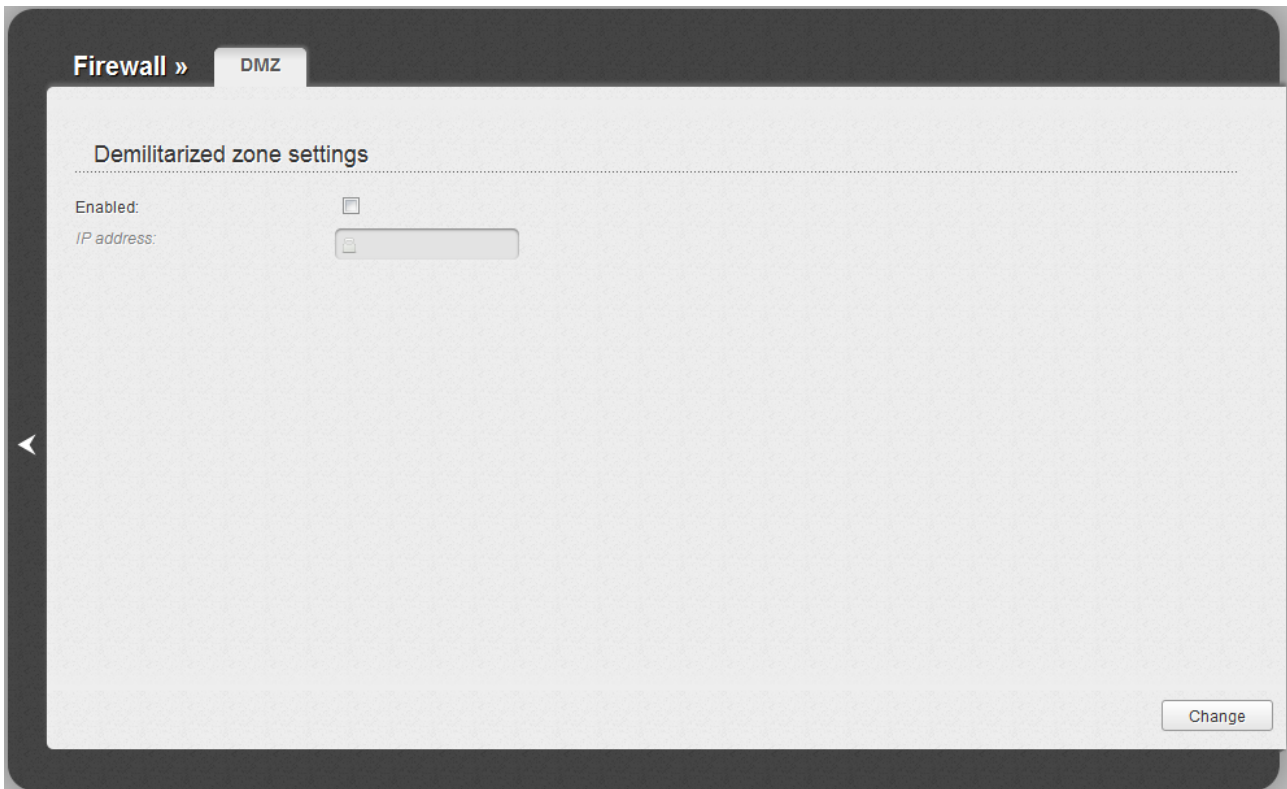 Firewall » DMZ
Demilitarized zone settings
Enabled:
IP address:
Change